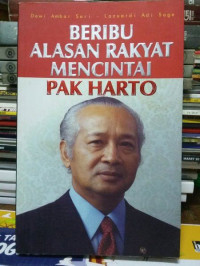 Dewi Ambar Sari - Lazuardi Adi Sage
BERIBU
ALASAN RAKYAT
MENCINTAI
PAK HARTO